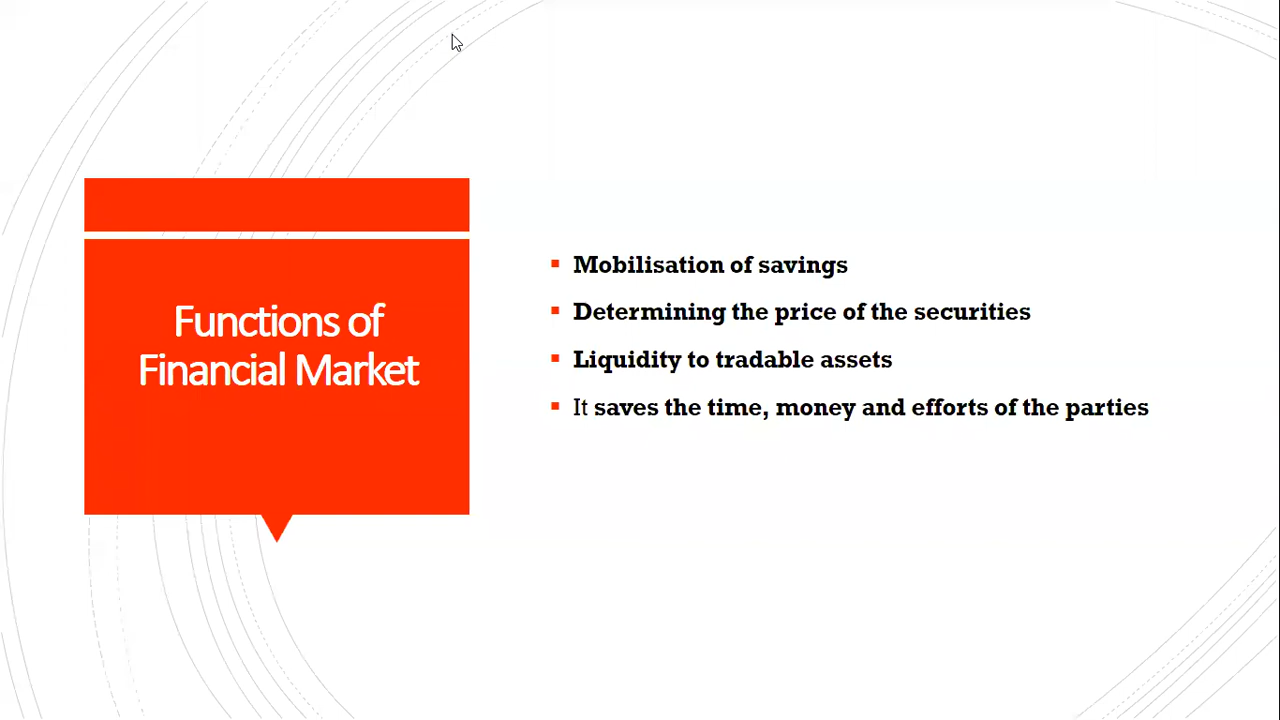 Functions of
Financial Market
Mobilisation of savings
Determining the price of the securities
Liquidity to tradable assets
It saves the time, money and efforts of the parties